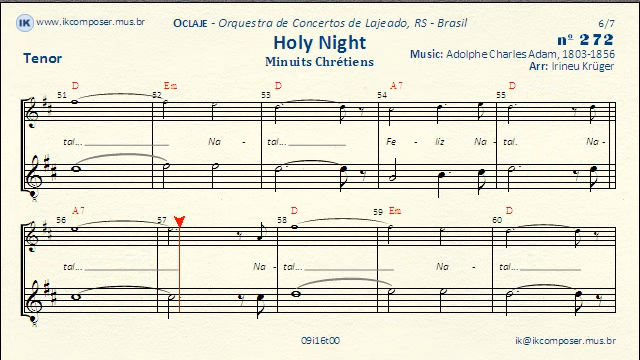 IK www.ikcomposer.mus.br
OCLAJE - Orquestra de Concertos de Lajeado, RS - Brasil
6/7
Holy Night
nº 272
Tenor
Minuits Chrétiens
Music: Adolphe Charles Adam, 1803-1856
Arr: Irineu Krüger
51 D 52 Em 53 D 54 A7 55 D
tal... Na - tal... Fe - liz Na - tal. Na -
56 A7 57 58 D 59 Em 60 D
tal... Na - tal... tal...
09i16t00
ik@ikcomposer.mus.br